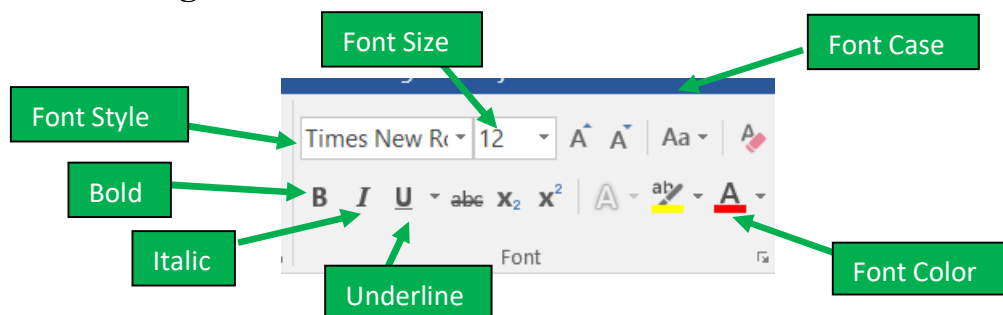 Font Size
Font Case
Font Style
Times New Ro 12 A A Aa A
Bold
B I U abc X₂ X² A ab A
Italic
Font
Underline
Font Color